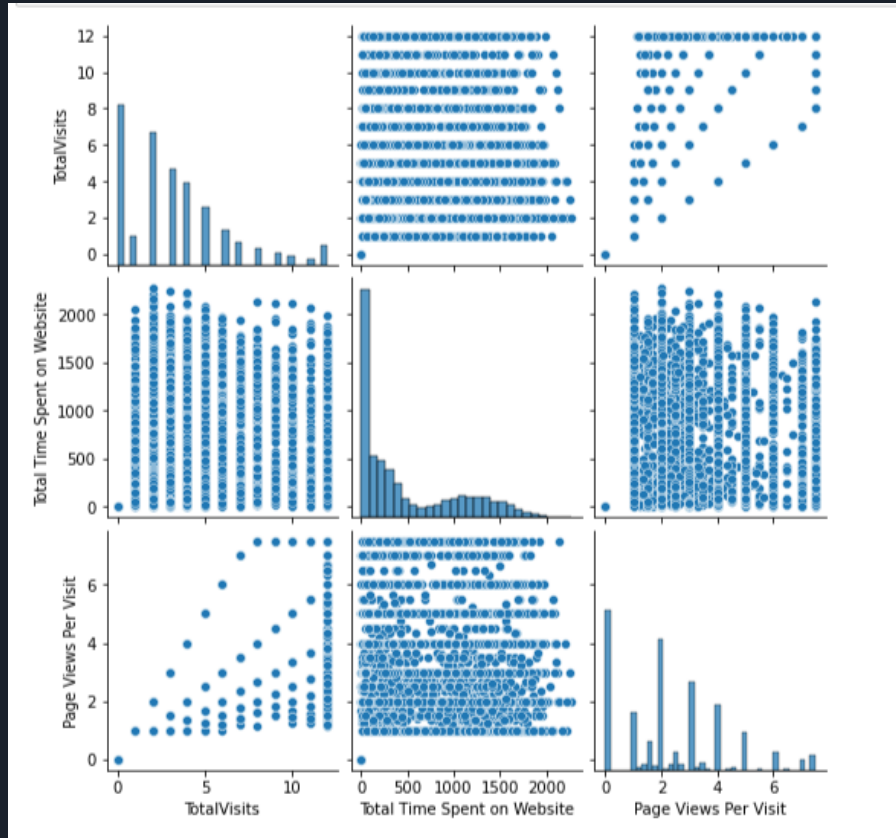 12
10
8
6
4
2
0
TotalVisits
2000
1500
1000
500
0
Total Time Spent on Website
6
4
2
0
Page Views Per Visit
0 5 10
TotalVisits
0 500 1000 1500 2000
Total Time Spent on Website
0 2 4 6
Page Views Per Visit